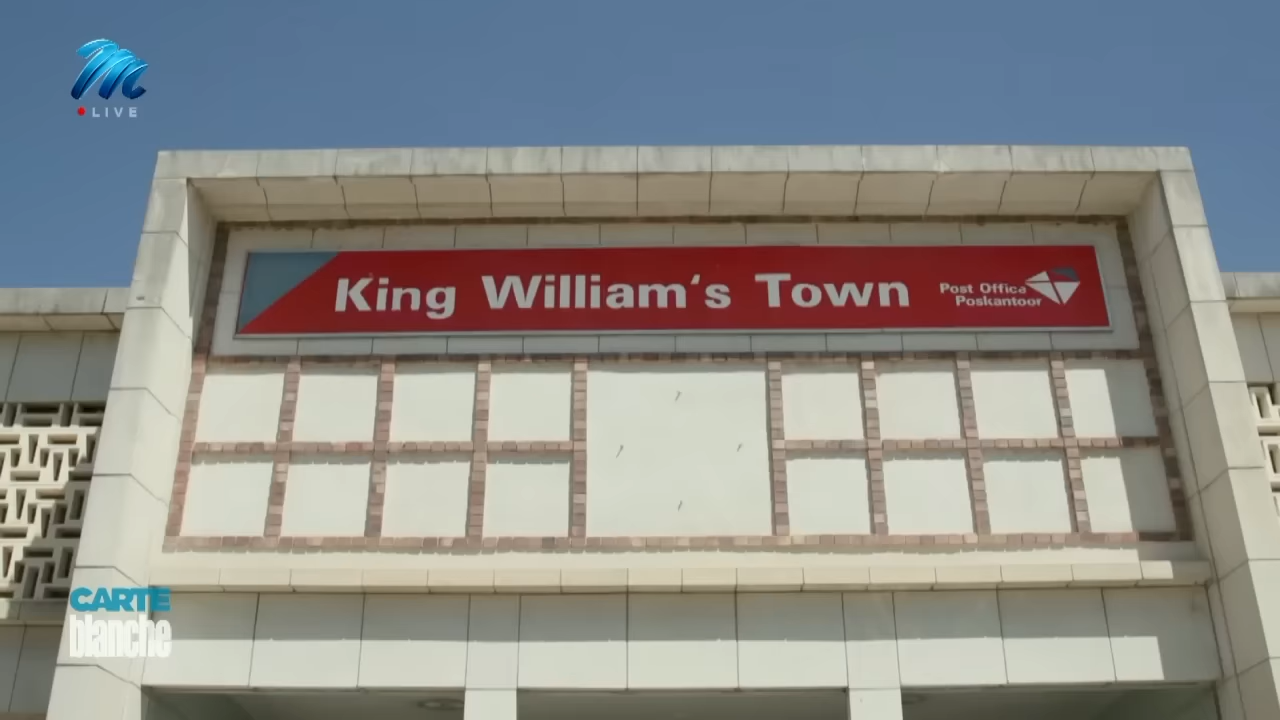 LIVE
King William's Town
Post Office
Poskantoor
CARTE
blanche